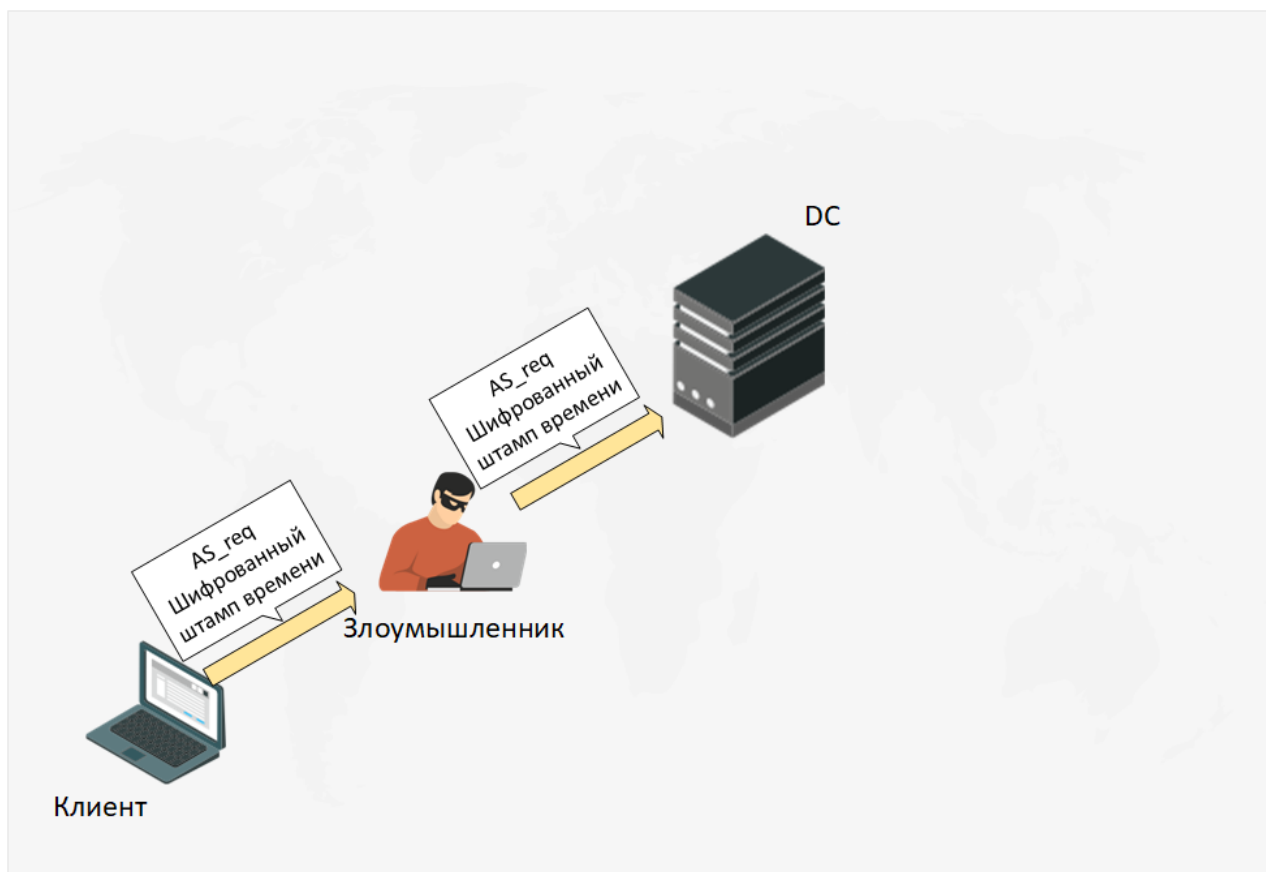 DC
AS_req
Шифрованный
штамп времени
AS_req
Шифрованный
штамп времени
Злоумышленник
Клиент